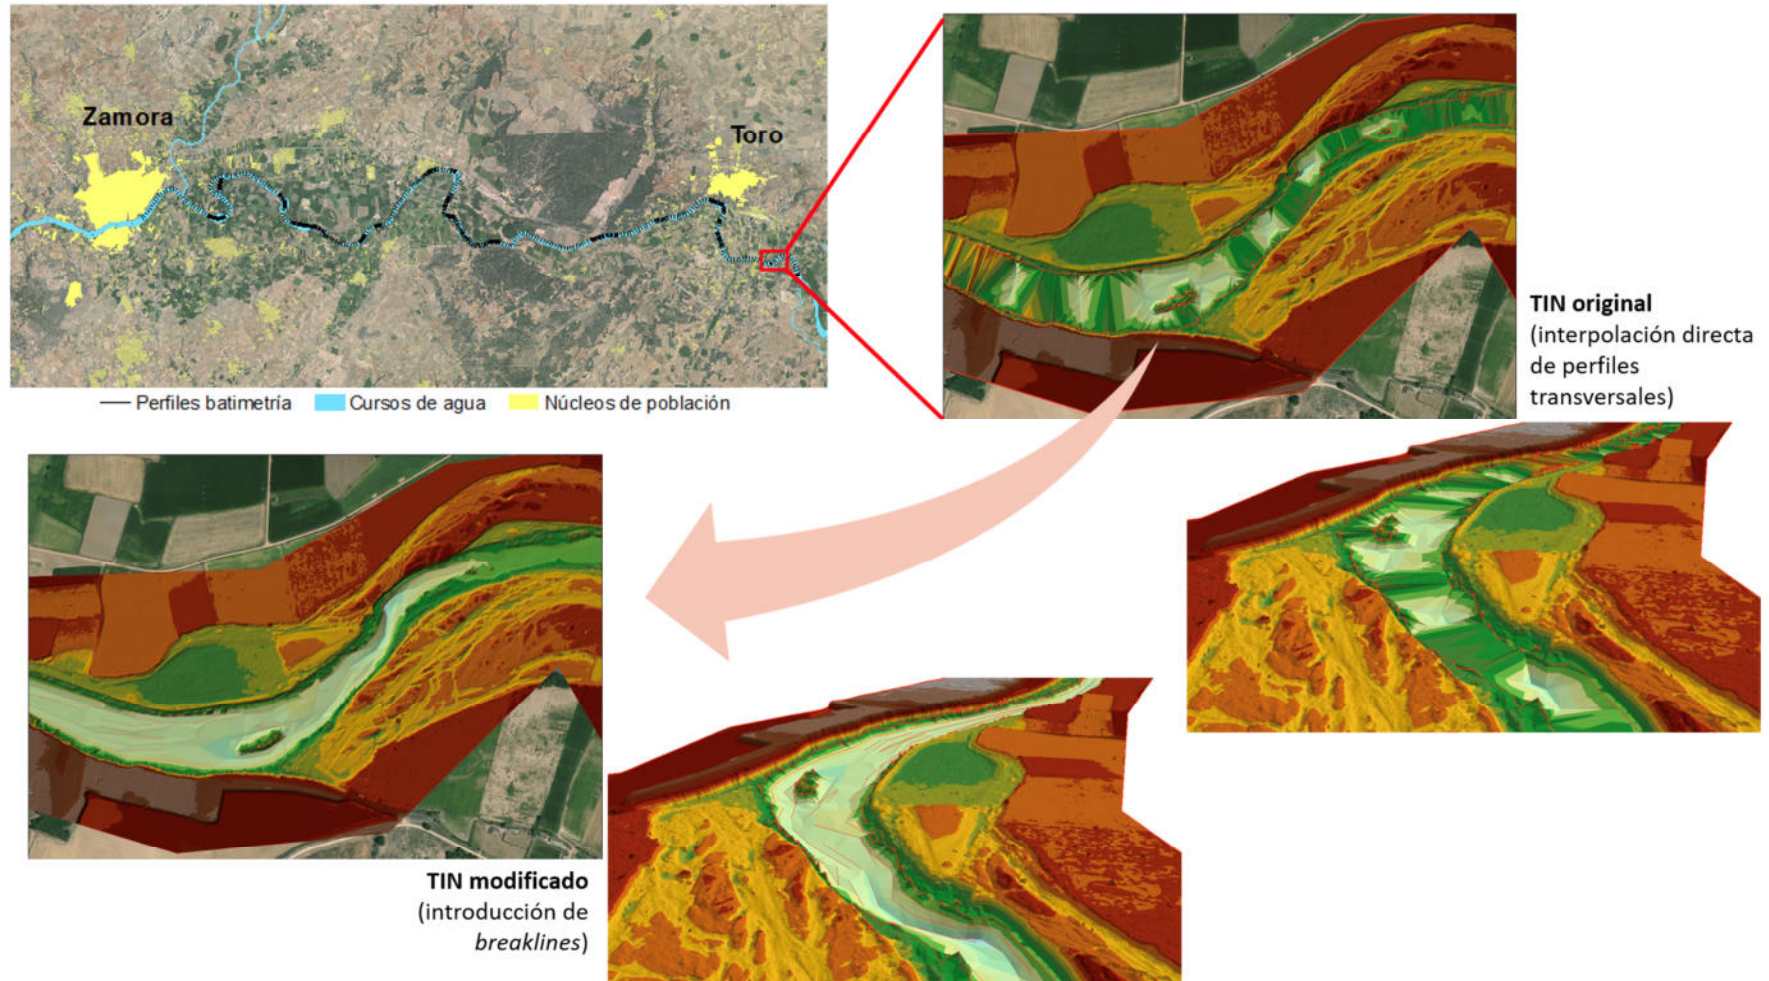 Zamora
Toro
Perfiles batimetría
Cursos de agua
Núcleos de población
TIN original
(interpolación directa
de perfiles
transversales)
TIN modificado
(introducción de
breaklines)